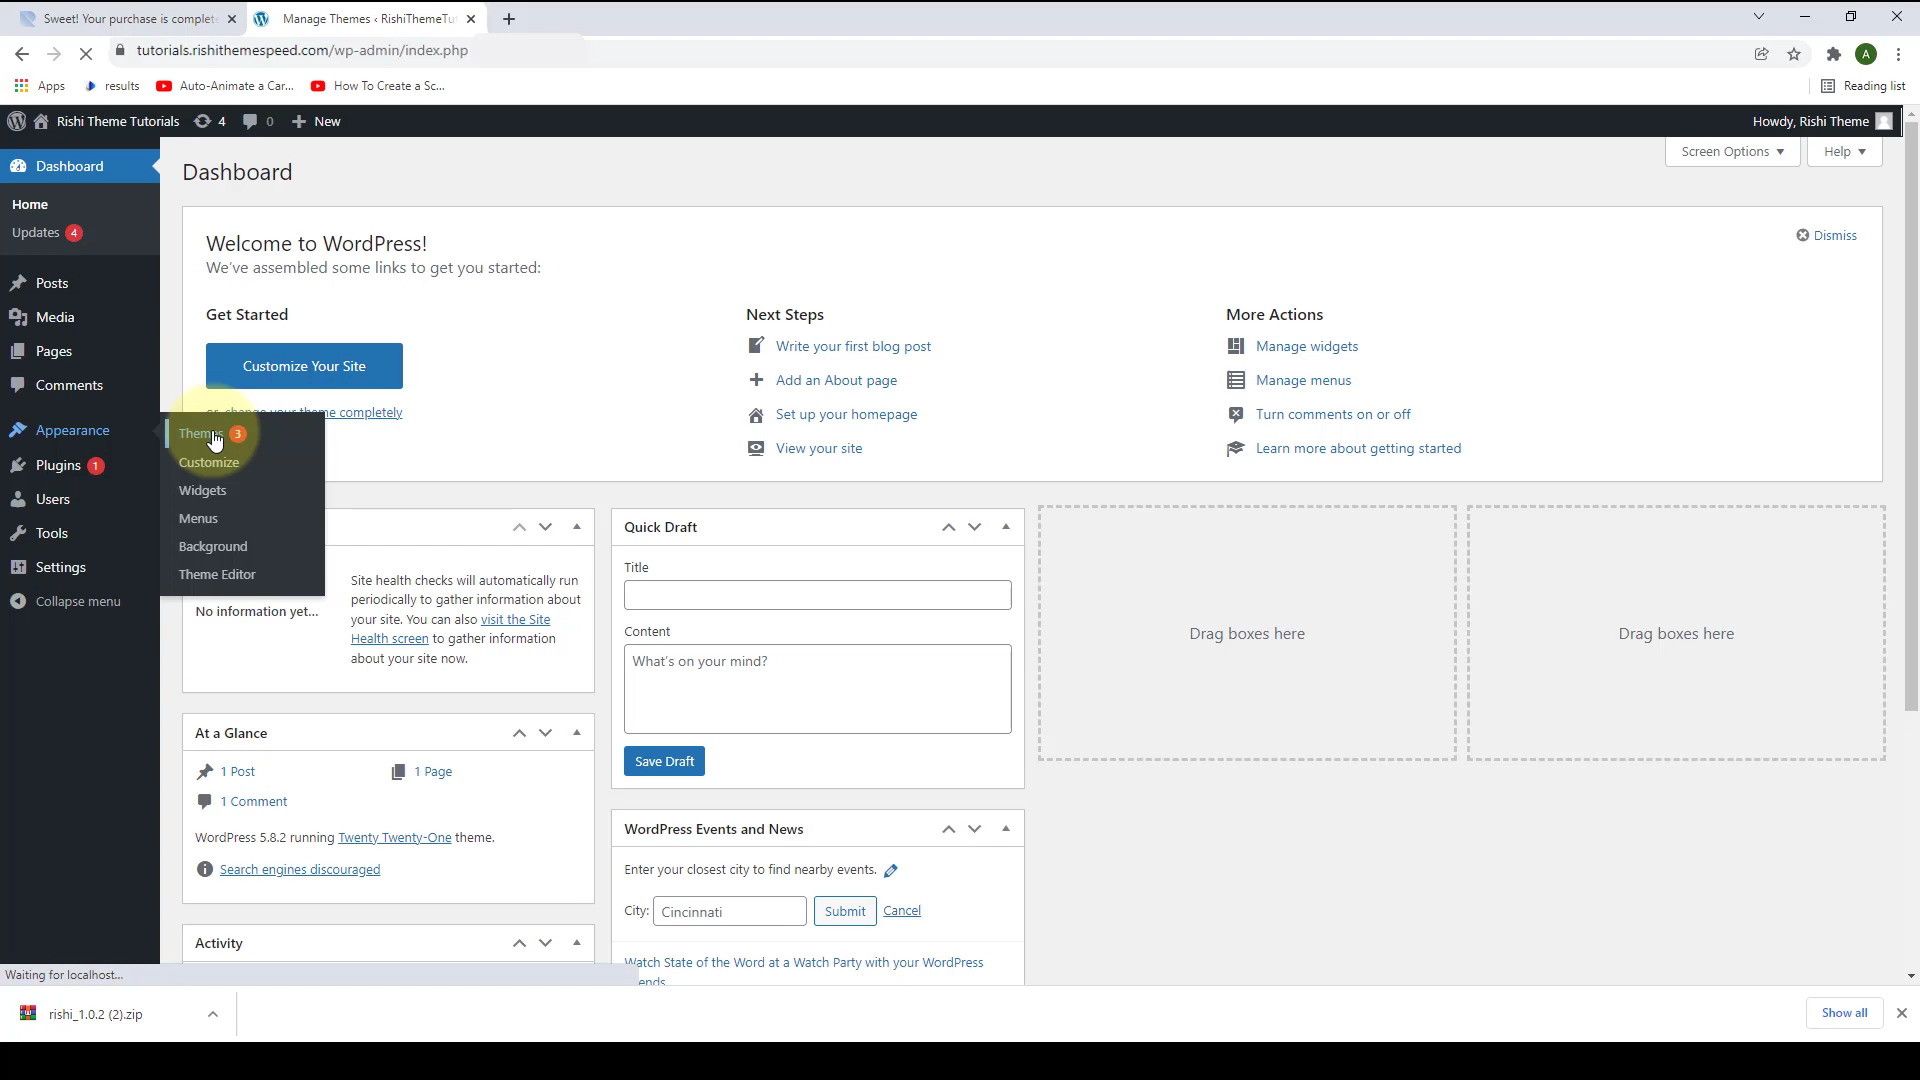 Sweet! Your purchase is complete
Manage Themes ‹ RishiThemeTut
tutorials.rishithemespeed.com/wp-admin/index.php
A
Apps
results
Auto-Animate a Car...
How To Create a Sc...
Reading list
Rishi Theme Tutorials
4
0
New
Howdy, Rishi Theme
Dashboard
Home
Updates 4
Posts
Media
Pages
Comments
Appearance
Plugins 1
Users
Tools
Settings
Collapse menu
Themes 3
Customize
Widgets
Menus
Background
Theme Editor
Dashboard
Screen Options
Help
Welcome to WordPress!
We've assembled some links to get you started:
Dismiss
Get Started
Customize Your Site
or, change your theme completely
Next Steps
Write your first blog post
Add an About page
Set up your homepage
View your site
More Actions
Manage widgets
Manage menus
Turn comments on or off
Learn more about getting started
No information yet...
Site health checks will automatically run
periodically to gather information about
your site. You can also visit the Site
Health screen to gather information
about your site now.
At a Glance
1 Post
1 Page
1 Comment
WordPress 5.8.2 running Twenty Twenty-One theme.
Search engines discouraged
Activity
Quick Draft
Title
Content
What's on your mind?
Save Draft
WordPress Events and News
Enter your closest city to find nearby events.
City:
Cincinnati
Submit
Cancel
Watch State of the Word at a Watch Party with your WordPress
Drag boxes here
Drag boxes here
Waiting for localhost...
rishi_1.0.2 (2).zip
Show all